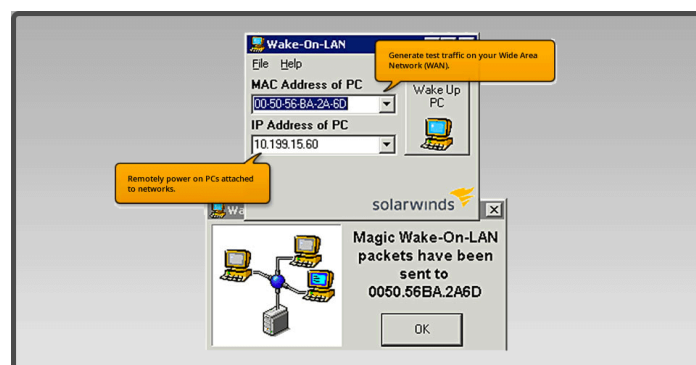 Wake-On-LAN
Generate test traffic on your Wide Area
Network (WAN).
File Help
MAC Address of PC
00-50-56-BA-2A-6D
Wake Up
PC
IP Address of PC
10.199.15.60
Remotely power on PCs attached
to networks.
solarwinds
Wa
Magic Wake-On-LAN
packets have been
sent to
0050.56BA.2A6D
OK